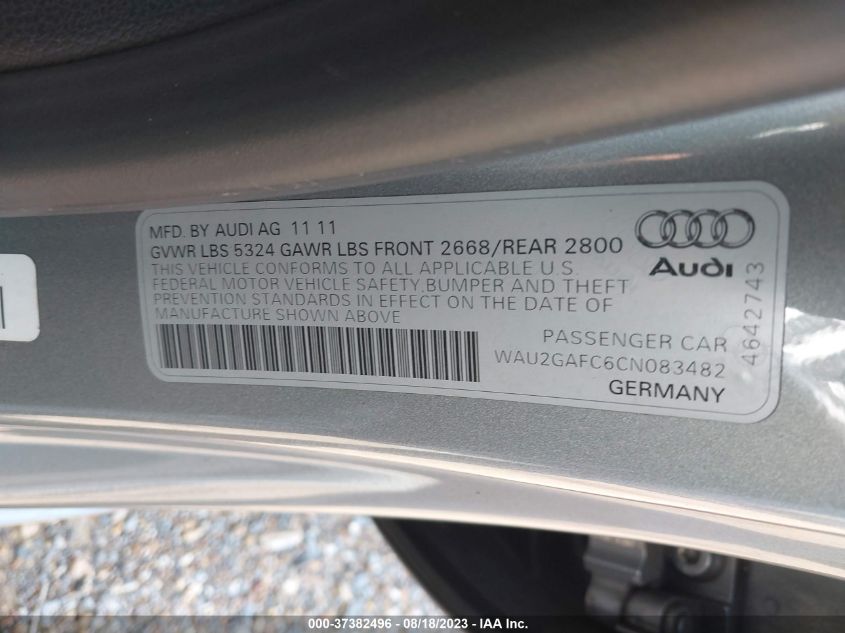 MFD. BY AUDI AG 11 11
GVWR LBS 5324 GAWR LBS FRONT 2668/REAR 2800
THIS VEHICLE CONFORMS TO ALL APPLICABLE U.S.
FEDERAL MOTOR VEHICLE SAFETY, BUMPER AND THEFT
PREVENTION STANDARDS IN EFFECT ON THE DATE OF
MANUFACTURE SHOWN ABOVE
Audi
4642743
PASSENGER CAR
WAU2GAFC6CN083482
GERMANY
000-37382496 - 08/18/2023 - IAA Inc.